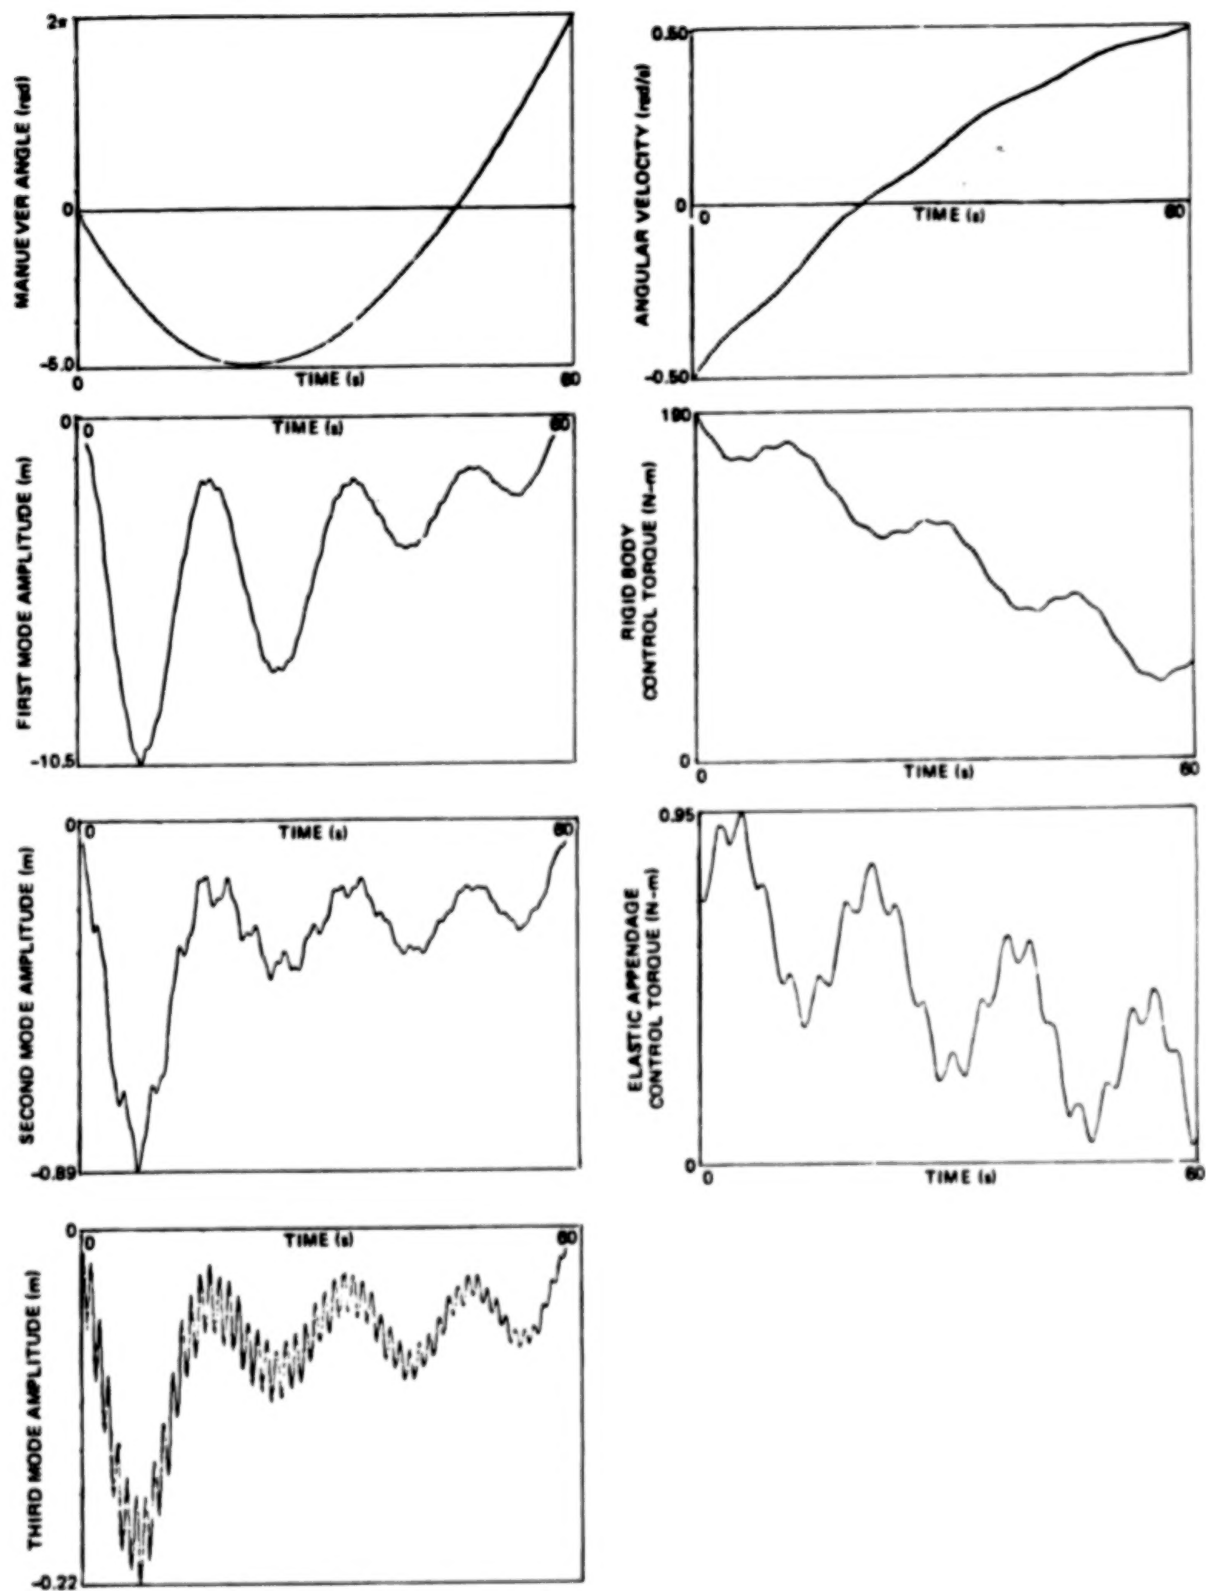 2π
0
-5.0
MANUEVER ANGLE (rad)
0
TIME (s)
60
0.50
0
-0.50
ANGULAR VELOCITY (rad/s)
0
TIME (s)
60
0
-10.5
FIRST MODE AMPLITUDE (m)
0
TIME (s)
60
0
RIGID BODY
CONTROL TORQUE (N-m)
0
TIME (s)
60
0
-0.89
SECOND MODE AMPLITUDE (m)
0
TIME (s)
60
0.95
0
ELASTIC APPENDAGE
CONTROL TORQUE (N-m)
0
TIME (s)
60
0
-0.22
THIRD MODE AMPLITUDE (m)
0
TIME (s)
60